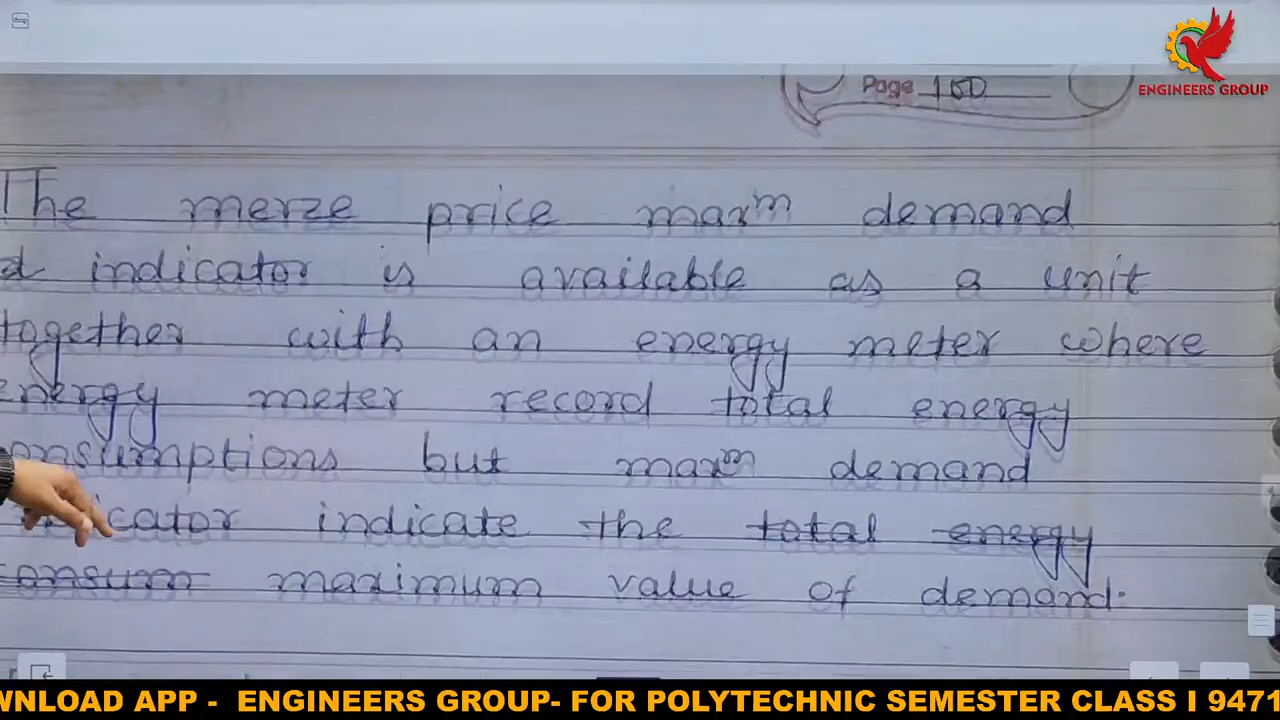 Page 100
ENGINEERS GROUP
The merze price maxm demand
indicator is available as a unit
together with an energy meter where
energy meter record total energy
consumptions but maxm demand
indicator indicate the total energy
consum maximum value of demand.
WNLOAD APP - ENGINEERS GROUP- FOR POLYTECHNIC SEMESTER CLASS I 9471